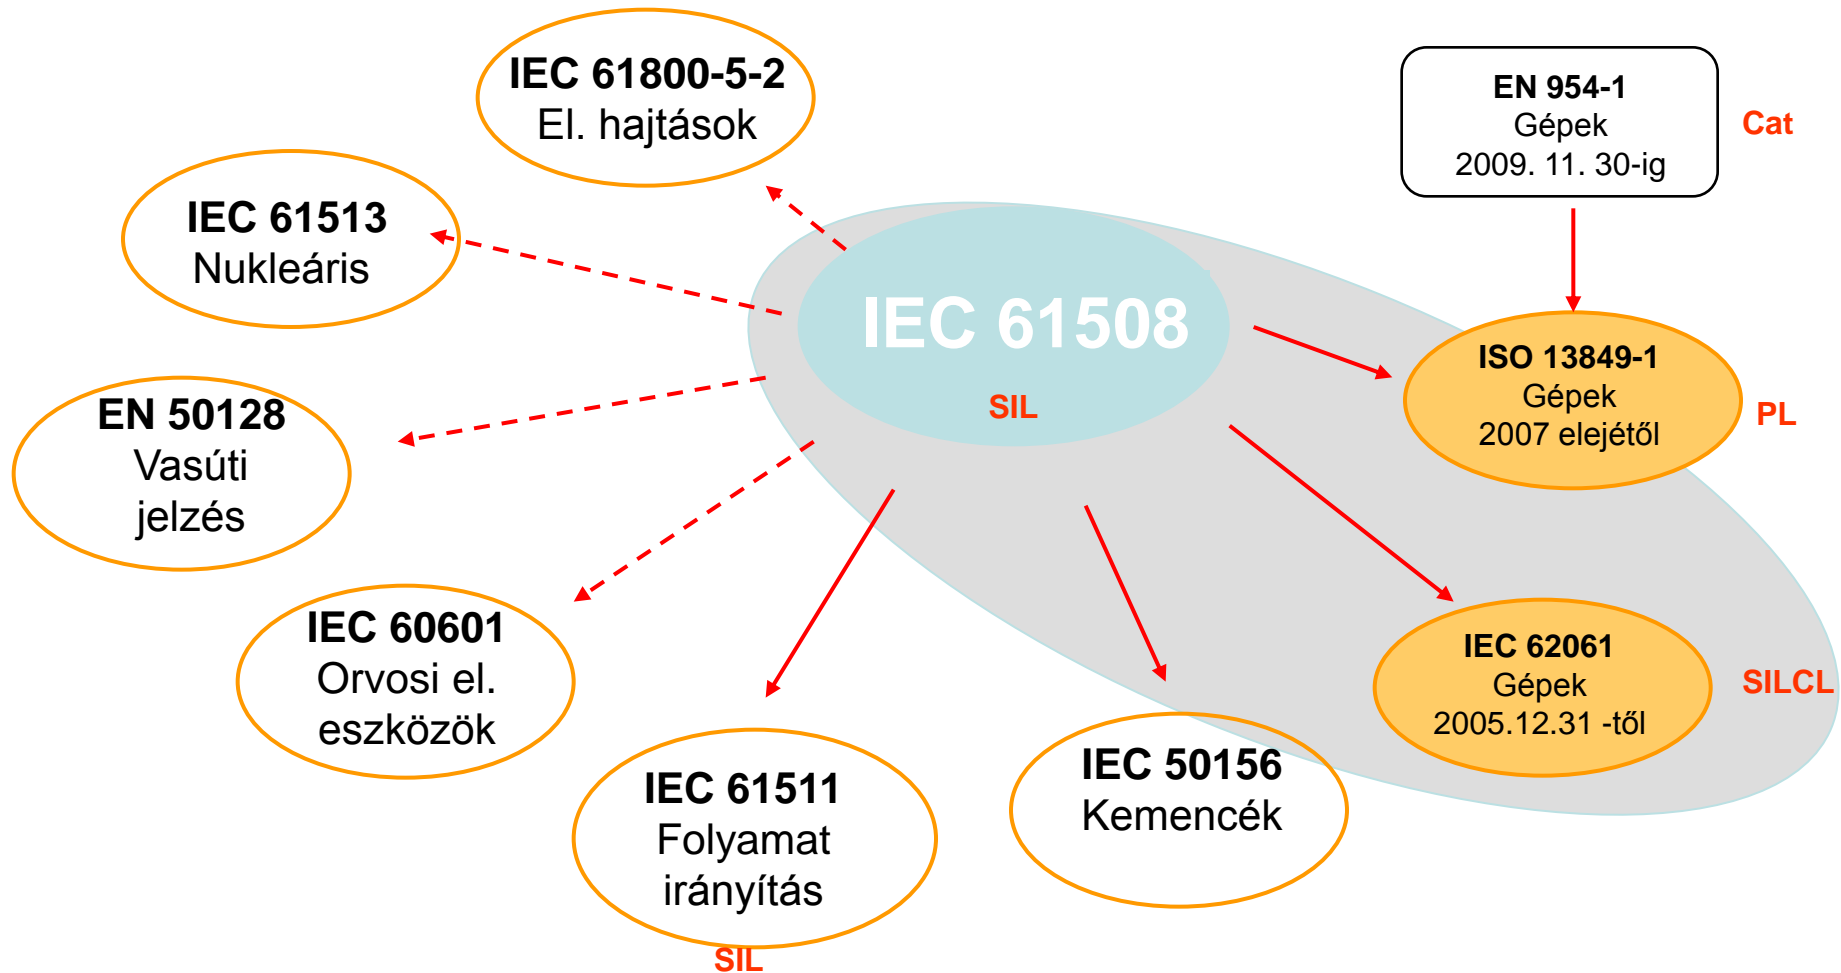 IEC 61800-5-2
El. hajtások
EN 954-1
Gépek
2009. 11. 30-ig
Cat
IEC 61513
Nukleáris
IEC 61508
SIL
ISO 13849-1
Gépek
2007 elejétől
PL
EN 50128
Vasúti
jelzés
IEC 60601
Orvosi el.
eszközök
IEC 62061
Gépek
2005.12.31 -től
SILCL
IEC 61511
Folyamat
irányítás
SIL
IEC 50156
Kemencék